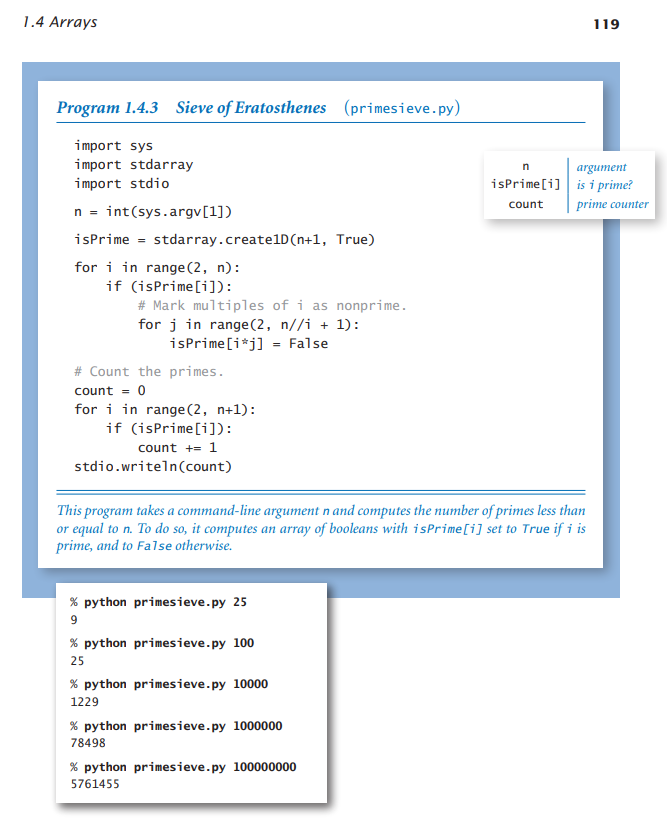 1.4 Arrays
119
Program 1.4.3 Sieve of Eratosthenes (primesieve.py)
import sys
import stdarray
import stdio
n = int(sys.argv[1])
isPrime = stdarray.create1D(n+1, True)
for i in range(2, n):
    if (isPrime[i]):
        # Mark multiples of i as nonprime.
        for j in range(2, n//i + 1):
            isPrime[i*j] = False
# Count the primes.
count = 0
for i in range(2, n+1):
    if (isPrime[i]):
        count += 1
stdio.writeln(count)
n argument
isPrime[i] is i prime?
count prime counter
This program takes a command-line argument n and computes the number of primes less than
or equal to n. To do so, it computes an array of booleans with isPrime[i] set to True if i is
prime, and to False otherwise.
% python primesieve.py 25
9
% python primesieve.py 100
25
% python primesieve.py 10000
1229
% python primesieve.py 1000000
78498
% python primesieve.py 100000000
5761455